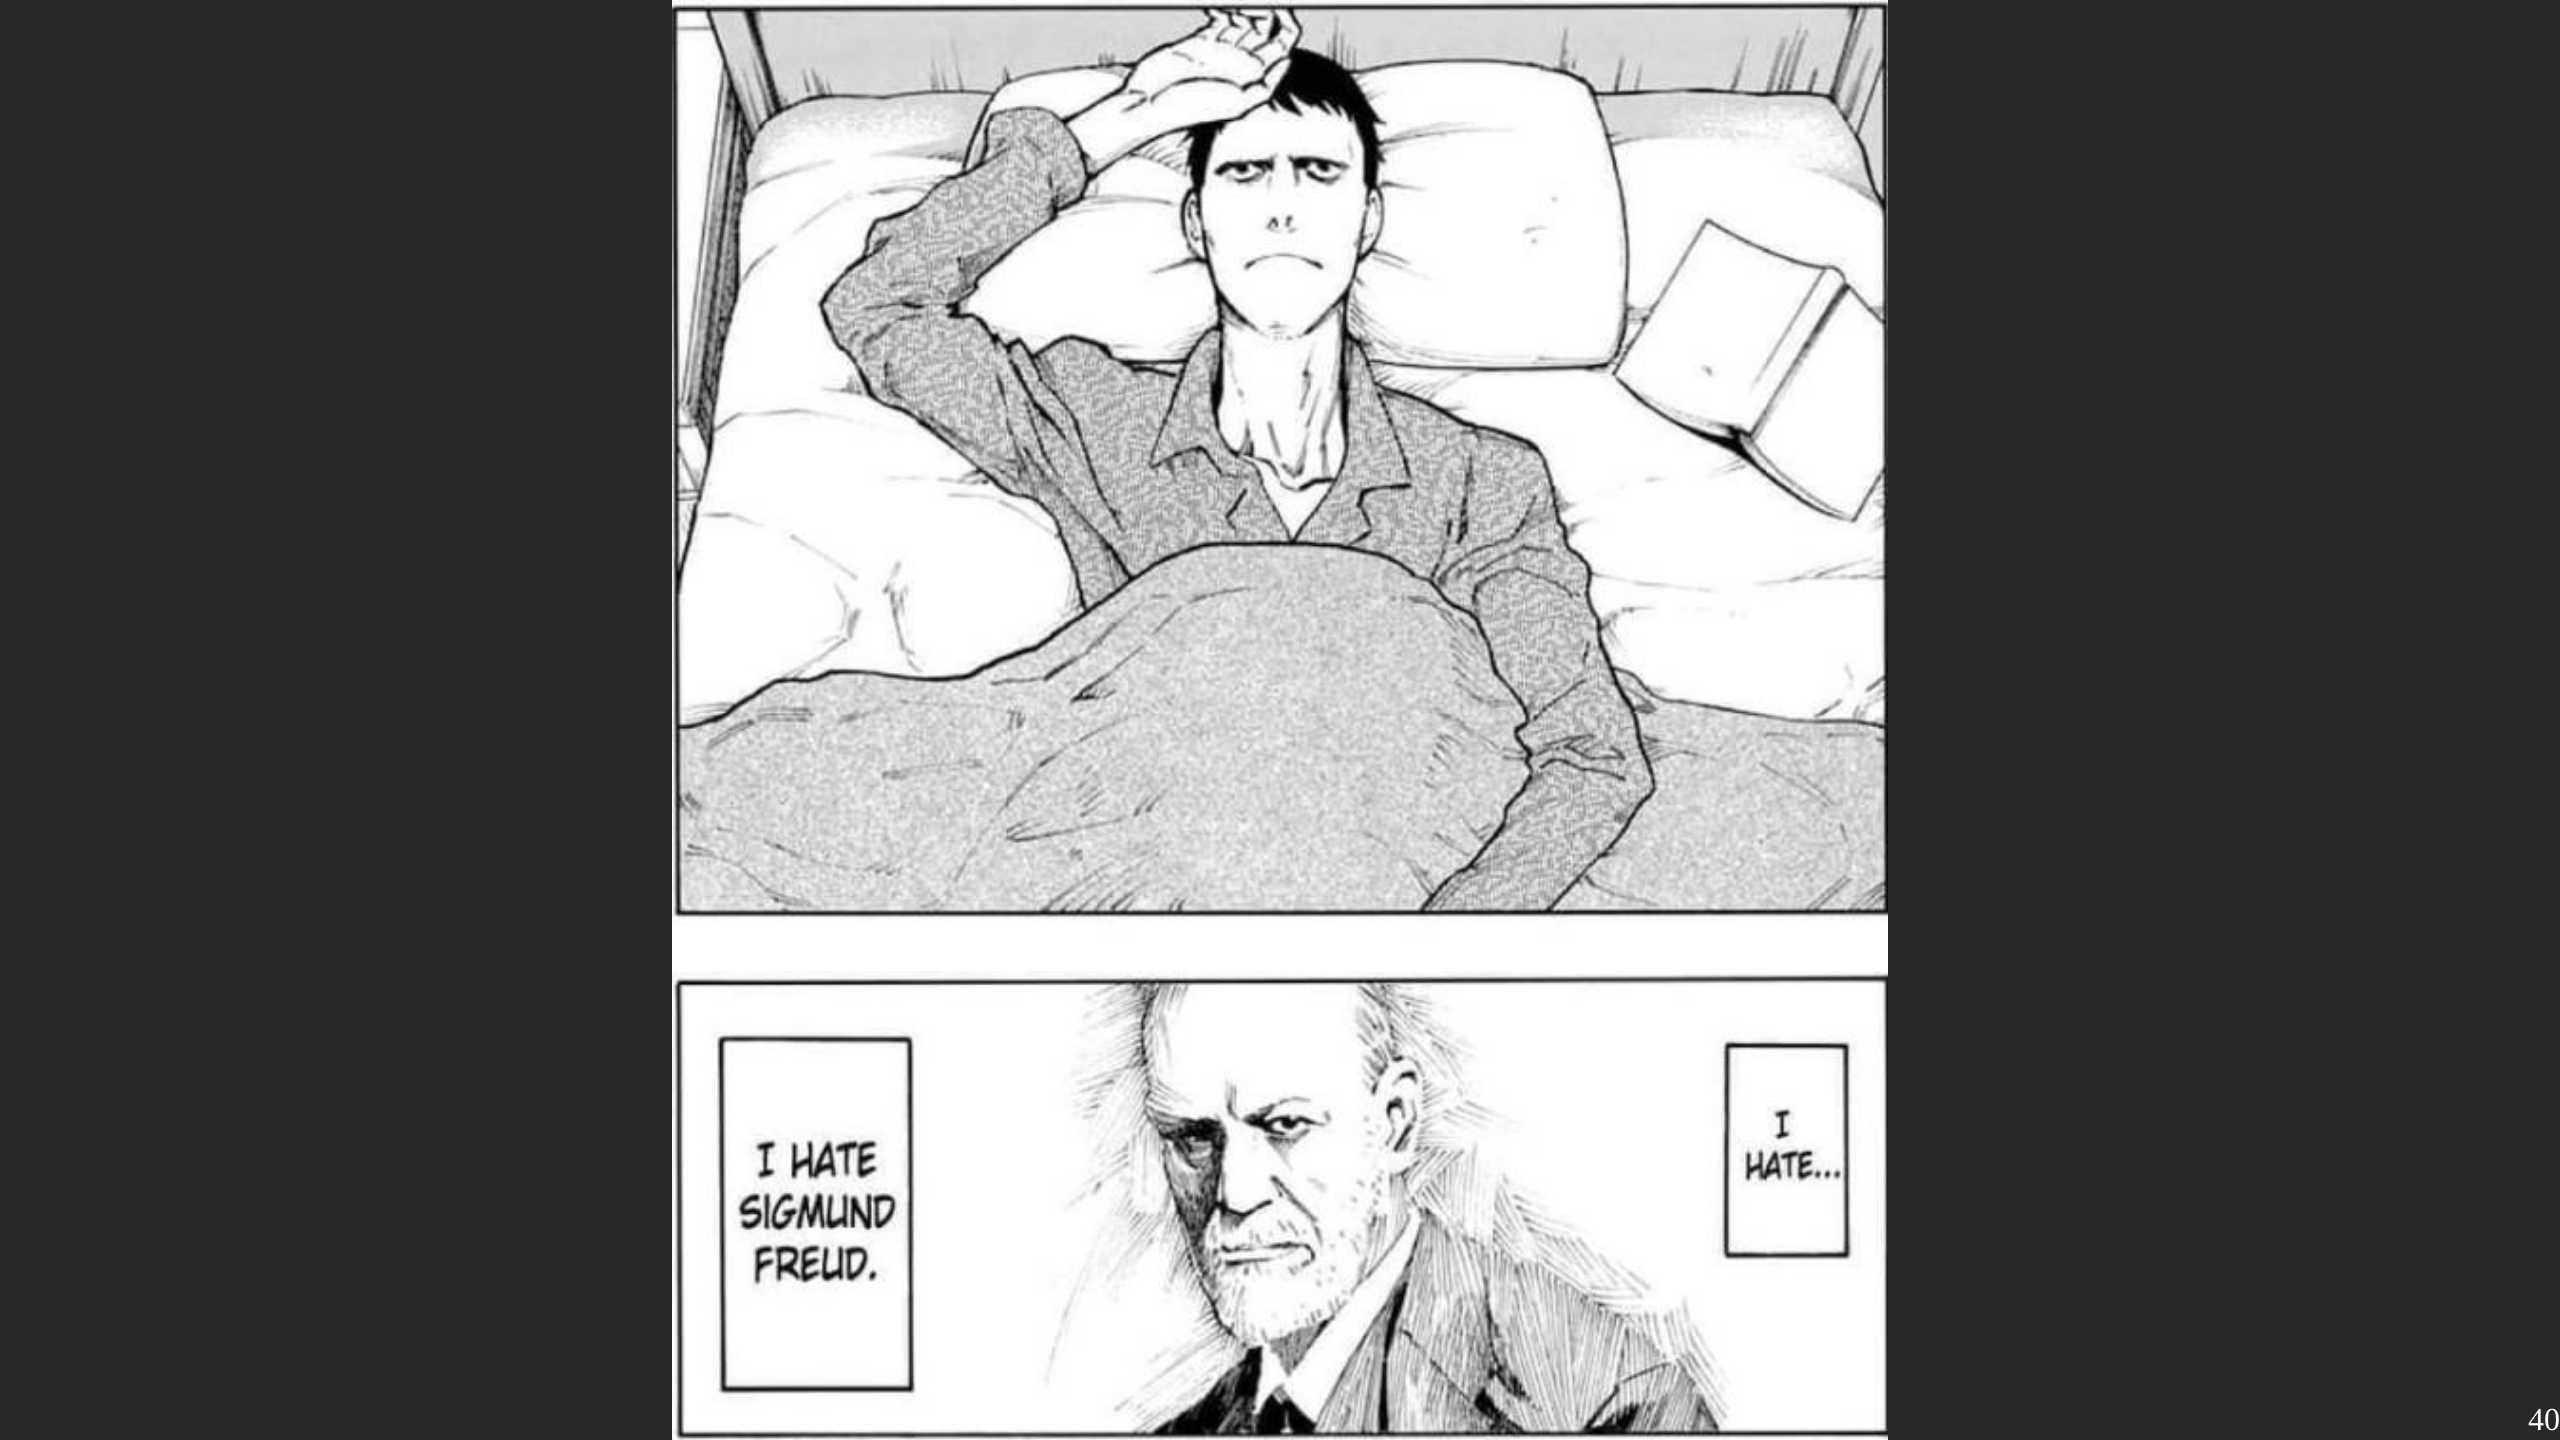 I
HATE...
I HATE
SIGMUND
FREUD.
40